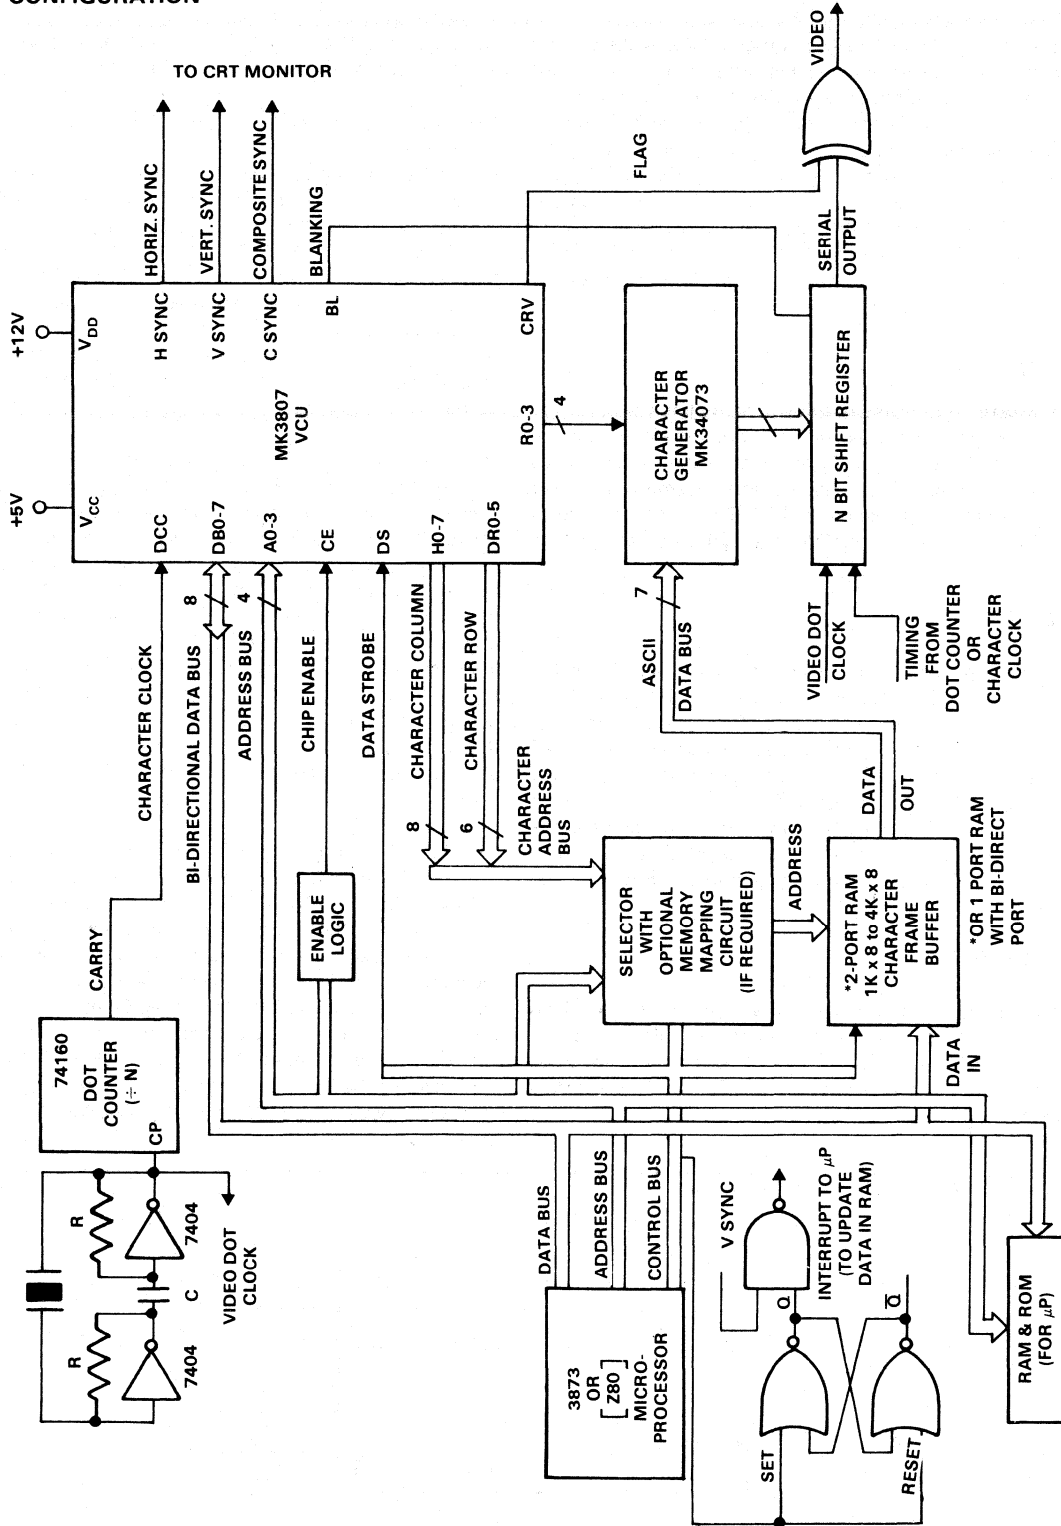 CONFIGURATION
TO CRT MONITOR
HORIZ. SYNC
VERT. SYNC
COMPOSITE SYNC
BLANKING
FLAG
VIDEO
+12V
+5V
VDD
VCC
H SYNC
V SYNC
C SYNC
BL
CRV
MK3807
VCU
R0-3
4
DCC
DB0-7
A0-3
CE
DS
H0-7
DR0-5
CHARACTER
GENERATOR
MK34073
N BIT SHIFT REGISTER
SERIAL
OUTPUT
CHARACTER CLOCK
BI-DIRECTIONAL DATA BUS
8
ADDRESS BUS
4
CHIP ENABLE
DATA STROBE
CHARACTER COLUMN
8
CHARACTER ROW
6
CHARACTER
ADDRESS
BUS
ASCII
7
DATA BUS
VIDEO DOT
CLOCK
TIMING
FROM
DOT COUNTER
OR
CHARACTER
CLOCK
CARRY
74160
DOT
COUNTER
(÷ N)
CP
ENABLE
LOGIC
SELECTOR
WITH
OPTIONAL
MEMORY
MAPPING
CIRCUIT
(IF REQUIRED)
ADDRESS
*2-PORT RAM
1K x 8 to 4K x 8
CHARACTER
FRAME
BUFFER
DATA
OUT
*OR 1 PORT RAM
WITH BI-DIRECT
PORT
DATA
IN
R
7404
C
R
7404
VIDEO DOT
CLOCK
DATA BUS
ADDRESS BUS
CONTROL BUS
3873
OR
[ Z80 ]
MICRO-
PROCESSOR
V SYNC
INTERRUPT TO μP
(TO UPDATE
DATA IN RAM)
Q
Q̅
SET
RESET
RAM & ROM
(FOR μP)